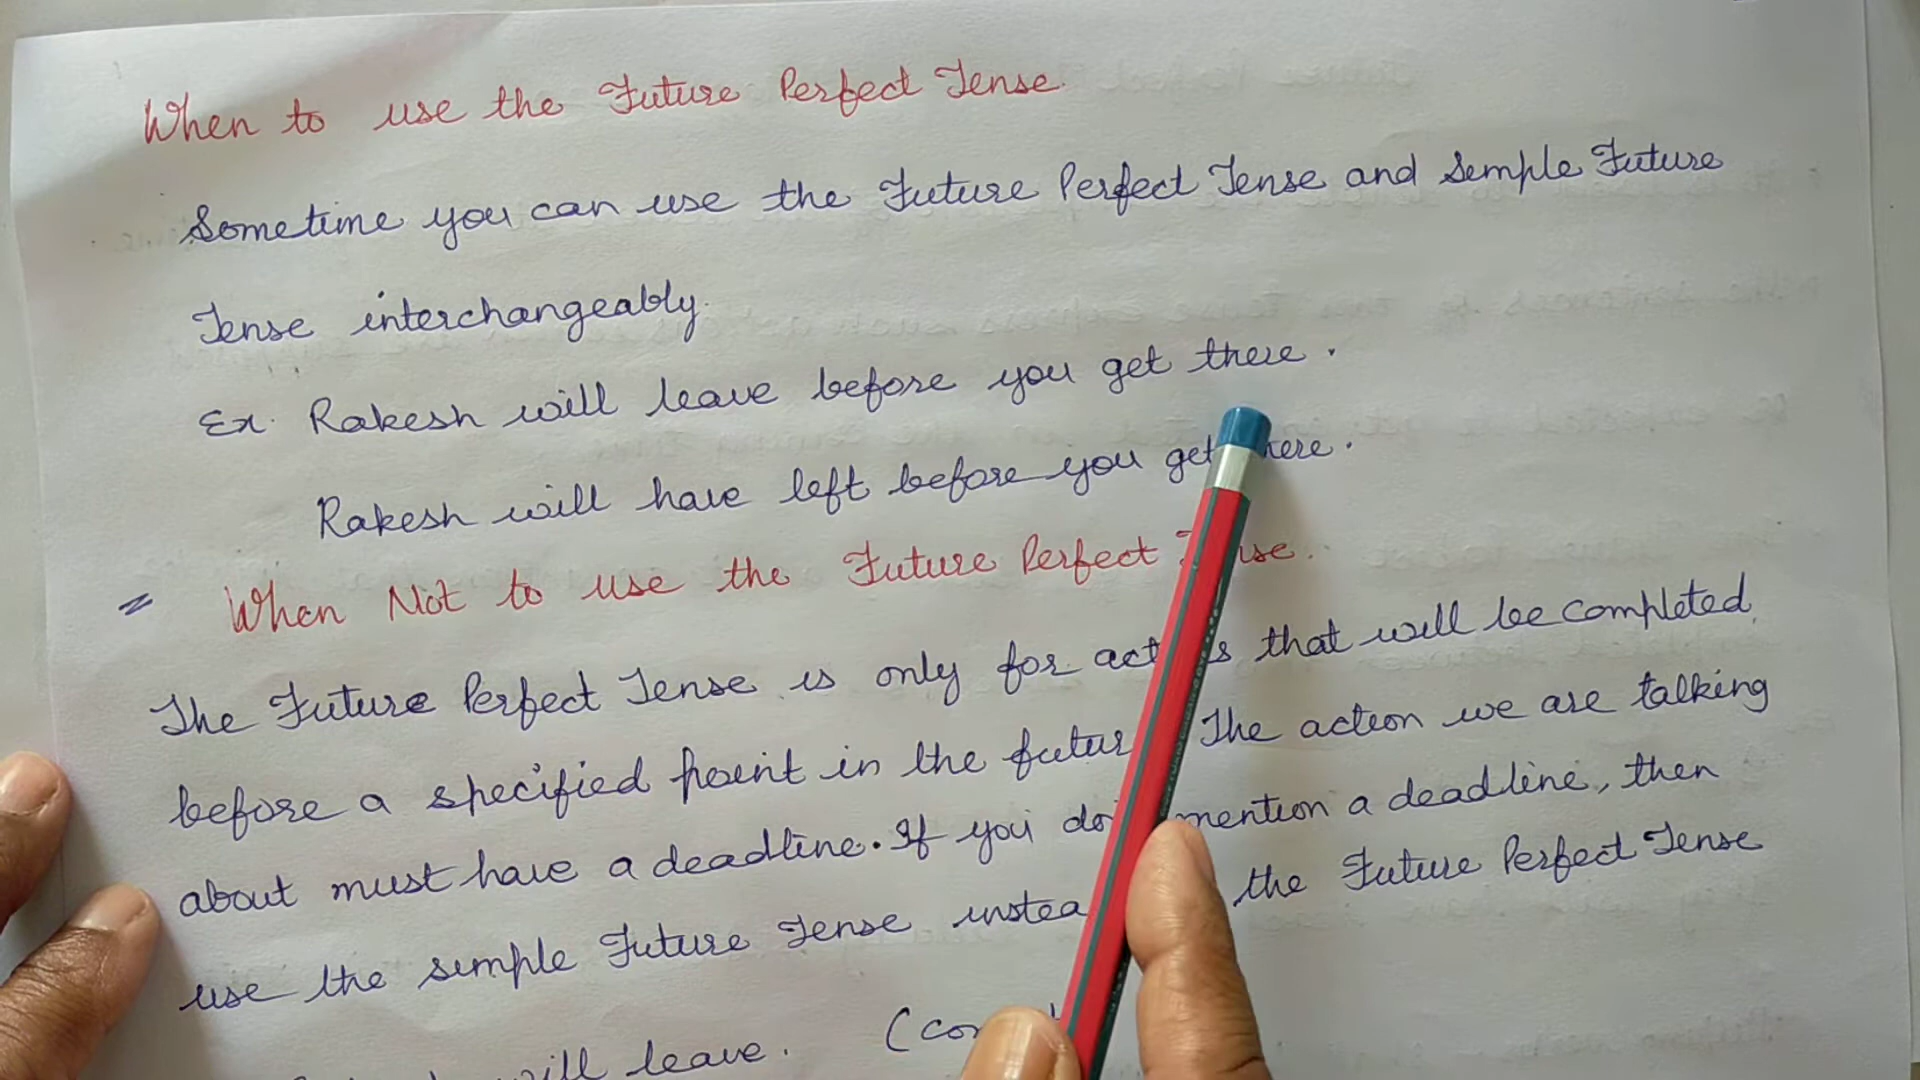 When to use the Future Perfect Tense.
Sometime you can use the Future Perfect Tense and Simple Future
Tense interchangeably.
Ex. Rakesh will leave before you get there.
Rakesh will have left before you get
When Not to use the Future Perfect
The Future Perfect Tense is only for that will be completed
before a specified point in the The action we are talking
about must have a deadline. If you mention a deadline, then
use the simple Future Tense the Future Perfect Tense
will leave.